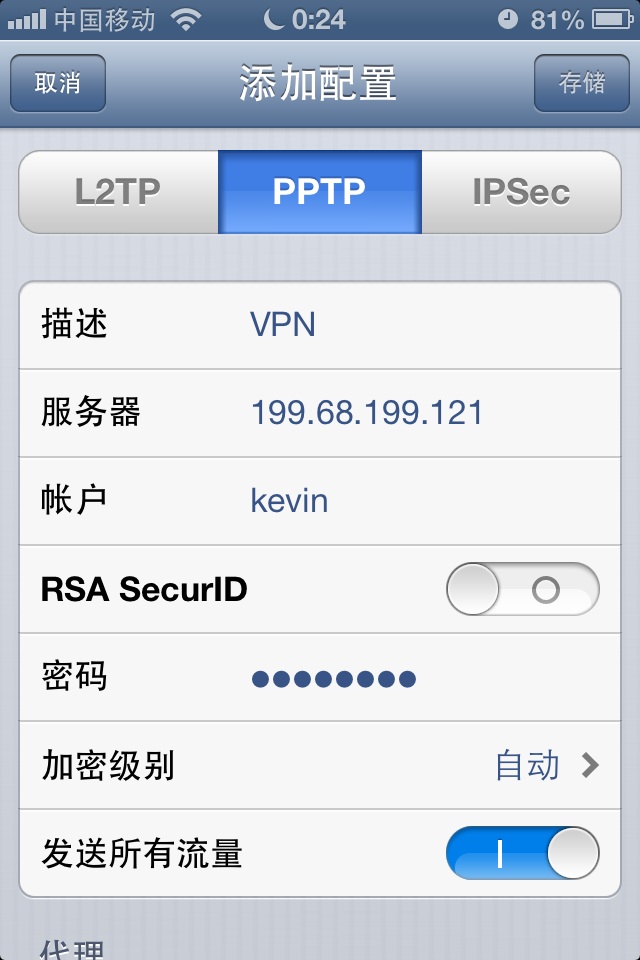 中国移动 0:24 81%
取消 添加配置 存储
L2TP PPTP IPSec
描述 VPN
服务器 199.68.199.121
帐户 kevin
RSA SecurID
密码 ••••••••
加密级别 自动
发送所有流量
代理